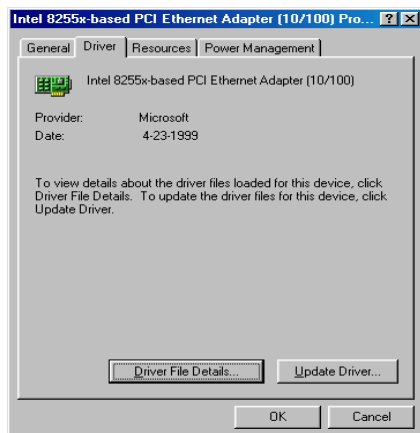 Intel 8255x-based PCI Ethernet Adapter (10/100) Pro... ? X
General Driver Resources Power Management
Intel 8255x-based PCI Ethernet Adapter (10/100)
Provider: Microsoft
Date: 4-23-1999
To view details about the driver files loaded for this device, click
Driver File Details. To update the driver files for this device, click
Update Driver.
Driver File Details... Update Driver...
OK Cancel